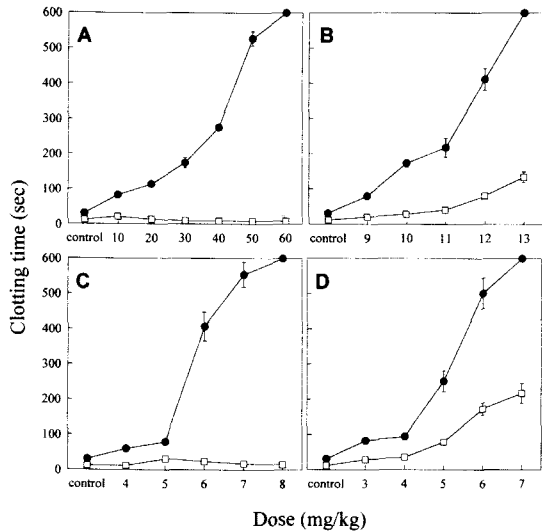 A
B
600
500
400
300
200
100
0
control 10 20 30 40 50 60
control 9 10 11 12 13
Clotting time (sec)
C
D
600
500
400
300
200
100
0
control 4 5 6 7 8
control 3 4 5 6 7
Dose (mg/kg)